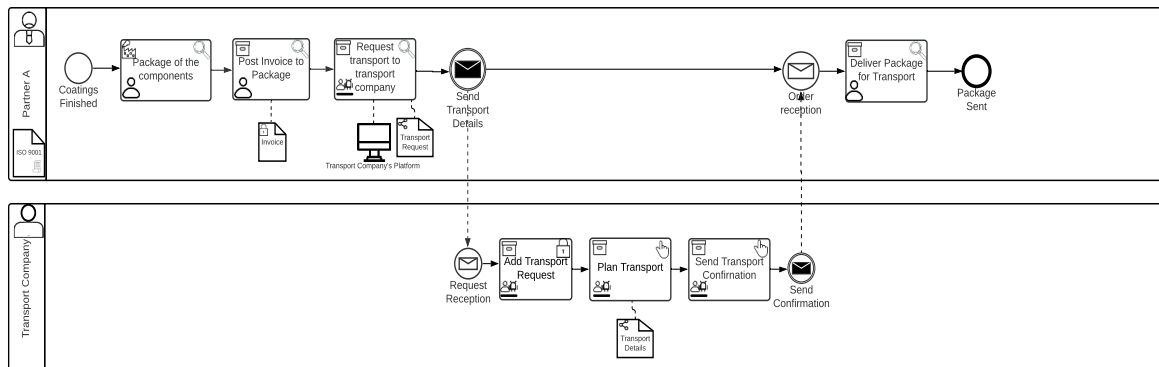 Partner A
ISO 9001
Coatings
Finished
Package of the
components
Post Invoice to
Package
Request
transport to
transport
company
Send
Transport
Details
Order
reception
Deliver Package
for Transport
Package
Sent
Invoice
Transport Company's Platform
Transport
Request
Transport Company
Request
Reception
Add Transport
Request
Plan Transport
Send Transport
Confirnation
Send
Confirmation
Transport
Details